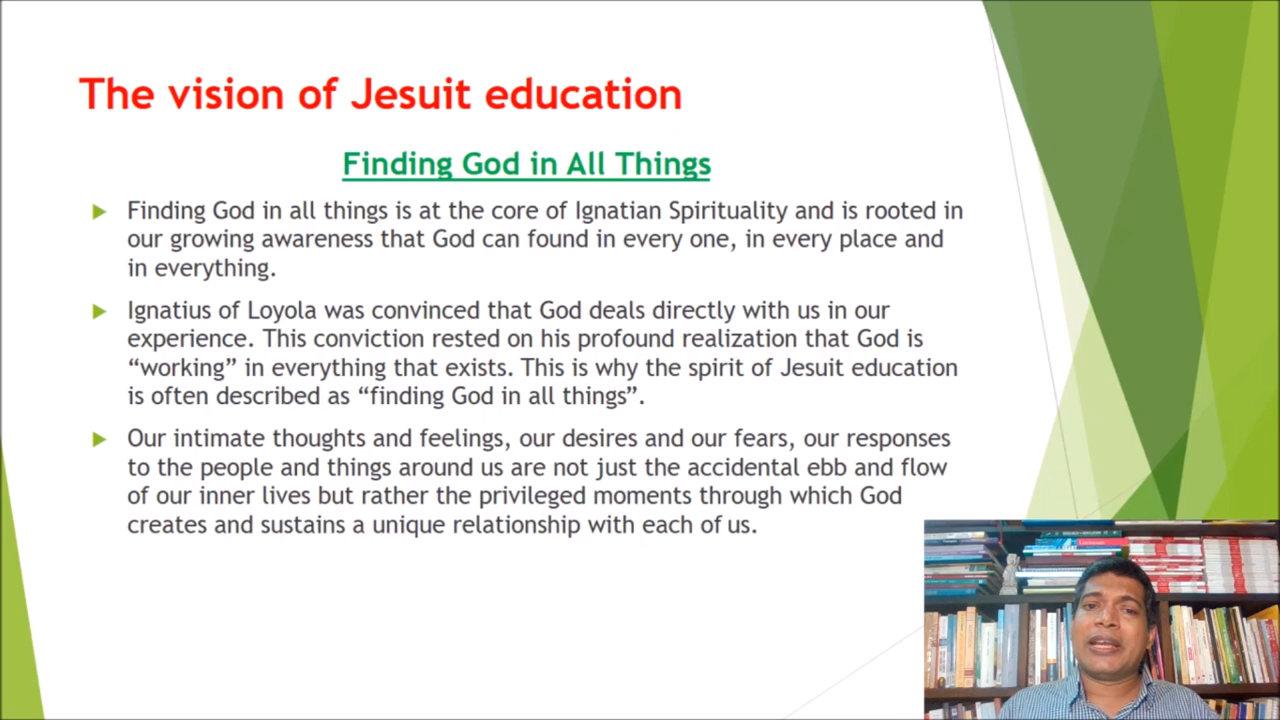 The vision of Jesuit education
Finding God in All Things
Finding God in all things is at the core of Ignatian Spirituality and is rooted in
our growing awareness that God can found in every one, in every place and
in everything.
Ignatius of Loyola was convinced that God deals directly with us in our
experience. This conviction rested on his profound realization that God is
“working” in everything that exists. This is why the spirit of Jesuit education
is often described as “finding God in all things”.
Our intimate thoughts and feelings, our desires and our fears, our responses
to the people and things around us are not just the accidental ebb and flow
of our inner lives but rather the privileged moments through which God
creates and sustains a unique relationship with each of us.